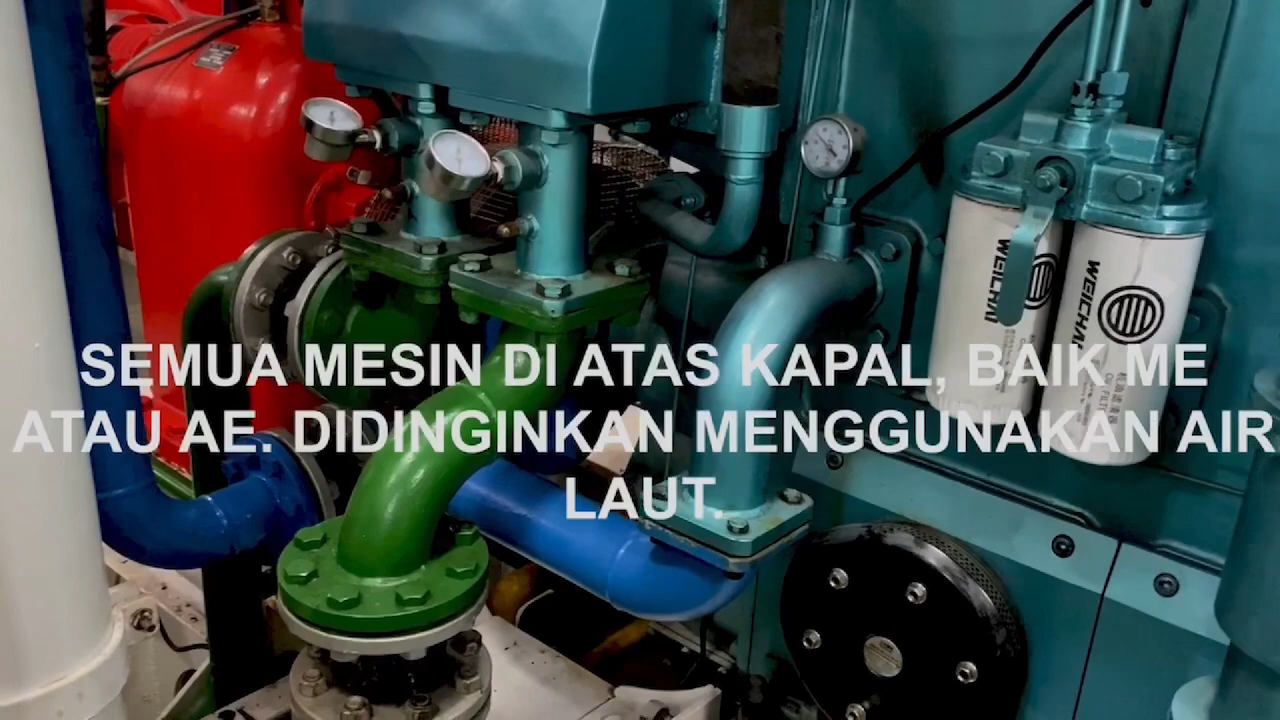 SEMUA MESIN DI ATAS KAPAL, BAIK ME
ATAU AE. DIDINGINKAN MENGGUNAKAN AIR
LAUT.
WEICHAI
WEICHAI